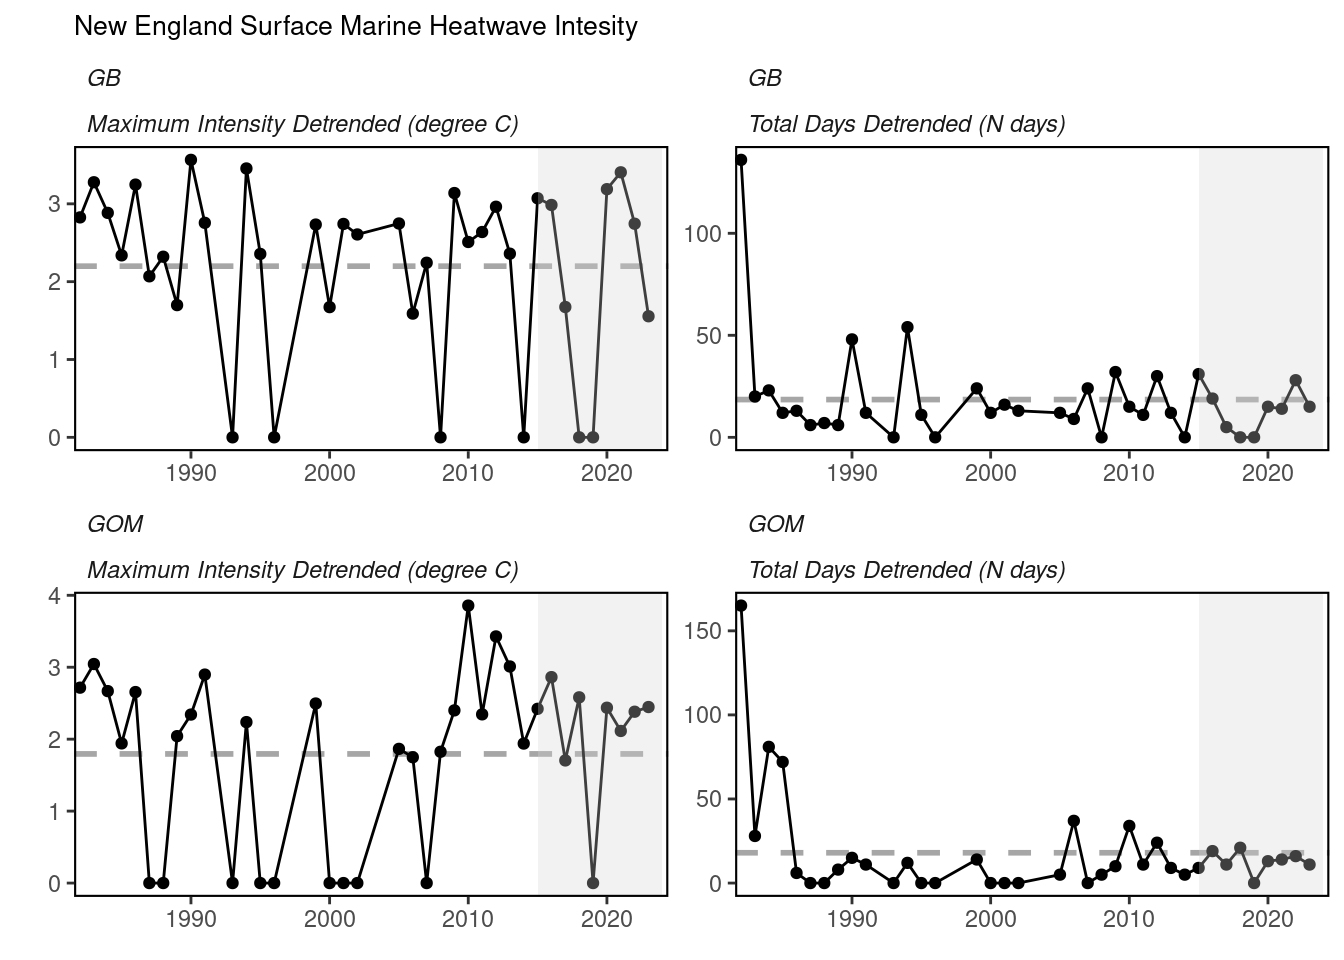 New England Surface Marine Heatwave Intesity
GB
Maximum Intensity Detrended (degree C)
3
2
1
0
1990 2000 2010 2020
GB
Total Days Detrended (N days)
100
50
0
1990 2000 2010 2020
GOM
Maximum Intensity Detrended (degree C)
4
3
2
1
0
1990 2000 2010 2020
GOM
Total Days Detrended (N days)
150
100
50
0
1990 2000 2010 2020